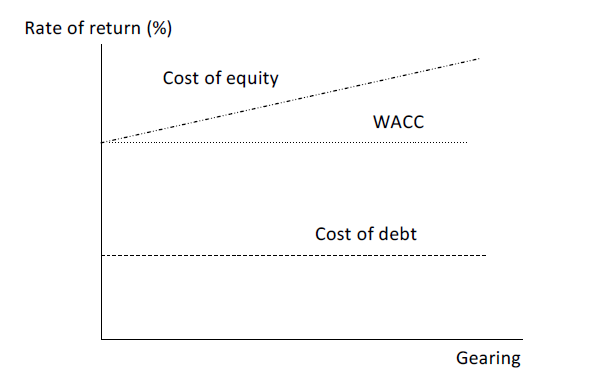 Rate of return (%)
Cost of equity
WACC
Cost of debt
Gearing